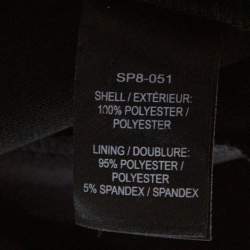 SP8-051
SHELL / EXTÉRIEUR:
100% POLYESTER /
POLYESTER
LINING / DOUBLURE:
95% POLYESTER /
POLYESTER
5% SPANDEX / SPANDEX